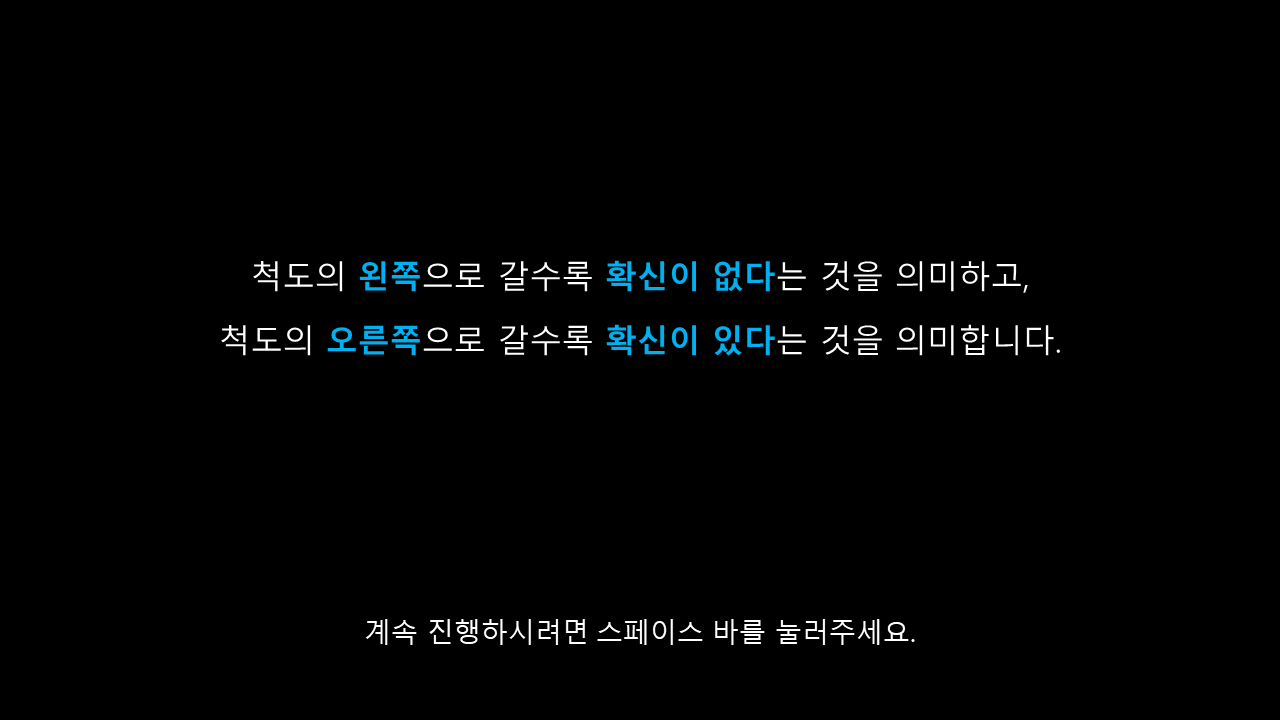 척도의 왼쪽으로 갈수록 확신이 없다는 것을 의미하고,
척도의 오른쪽으로 갈수록 확신이 있다는 것을 의미합니다.
계속 진행하시려면 스페이스 바를 눌러주세요.